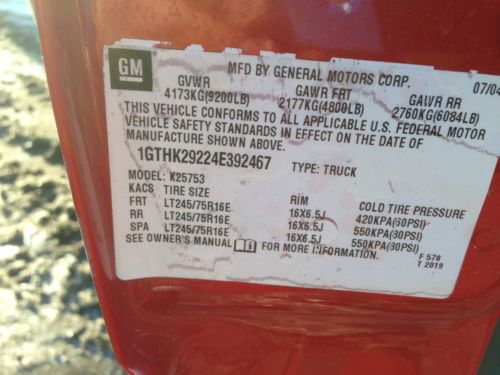 GM
MFD BY GENERAL MOTORS CORP.
07/04
GVWR GAWR FRT GAWR RR
4173KG(9200LB) 2177KG(4800LB) 2760KG(6084LB)
THIS VEHICLE CONFORMS TO ALL APPLICABLE U.S. FEDERAL MOTOR
VEHICLE SAFETY STANDARDS IN EFFECT ON THE DATE OF
MANUFACTURE SHOWN ABOVE.
1GTHK29224E392467 TYPE: TRUCK
MODEL: K25753
KACS TIRE SIZE RIM COLD TIRE PRESSURE
FRT LT245/75R16E 16X6.5J 420KPA(60PSI)
RR LT245/75R16E 16X6.5J 550KPA(80PSI)
SPA LT245/75R16E 16X6.5J 550KPA(80PSI)
SEE OWNER'S MANUAL FOR MORE INFORMATION.
F 578
T 2019